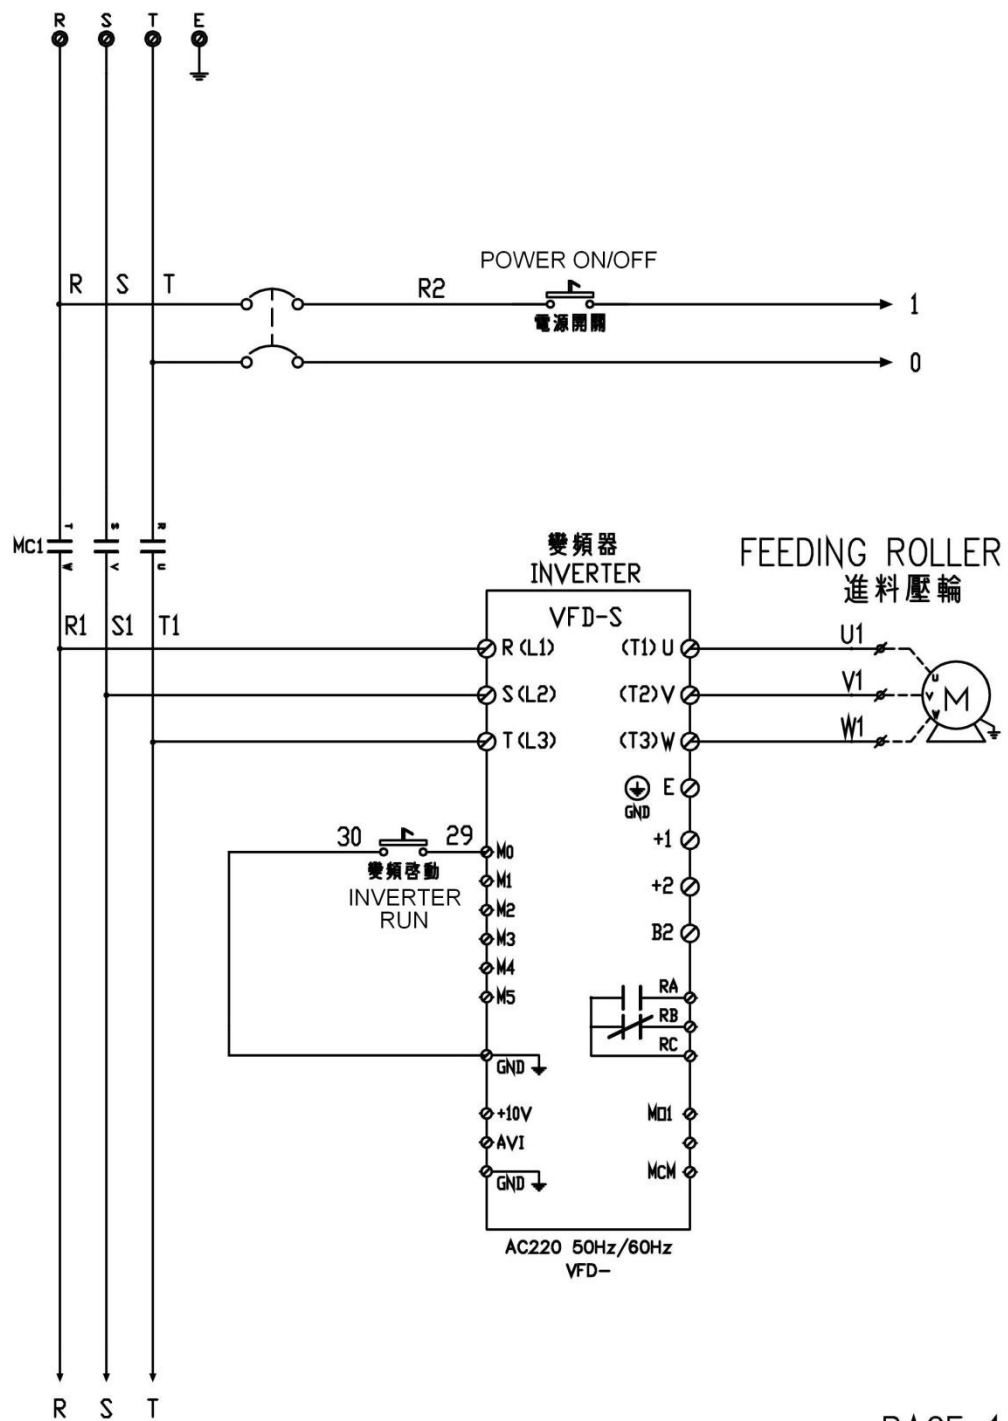 R S T E
POWER ON/OFF
R S T R2 1
電源開關
0
T S R
MC1
W V U
變頻器
INVERTER
FEEDING ROLLER
進料壓輪
VFD-S
R1 S1 T1
R(L1) (T1)U U1
S(L2) (T2)V V1
T(L3) (T3)W W1
U
V M
W
E
GND
+1
30 29 M0
變頻啓動
INVERTER
RUN
M1
+2
M2
B2
M3
M4
RA
M5
RB
RC
GND
+10V MO1
AVI
GND MCM
AC220 50Hz/60Hz
VFD-
R S T